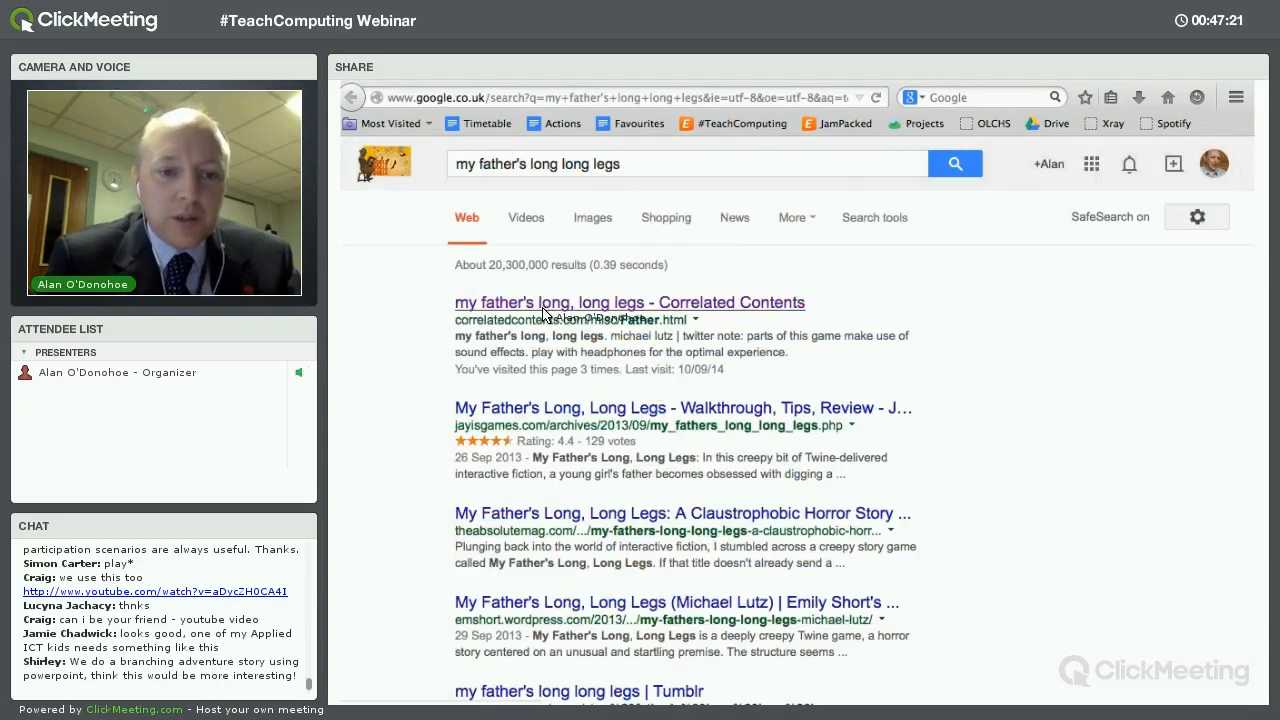 ClickMeeting
#TeachComputing Webinar
00:47:21
CAMERA AND VOICE
Alan O'Donohoe
ATTENDEE LIST
PRESENTERS
Alan O'Donohoe - Organizer
CHAT
participation scenarios are always useful. Thanks.
Simon Carter: play*
Craig: we use this too
http://www.youtube.com/watch?v=aDycZH0CA4I
Lucyna Jachacy: thnks
Craig: can i be your friend - youtube video
Jamie Chadwick: looks good, one of my Applied
ICT kids needs something like this
Shirley: We do a branching adventure story using
powerpoint, think this would be more interesting!
SHARE
www.google.co.uk/search?q=my+father's+long+long+legs&ie=utf-8&oe=utf-8&aq=t
Google
Most Visited
Timetable
Actions
Favourites
#TeachComputing
JamPacked
Projects
OLCHS
Drive
Xray
Spotify
my father's long long legs
+Alan
Web
Videos
Images
Shopping
News
More
Search tools
SafeSearch on
About 20,300,000 results (0.39 seconds)
my father's long, long legs - Correlated Contents
Father.html
my father's long, long legs. michael lutz | twitter note: parts of this game make use of
sound effects. play with headphones for the optimal experience.
You've visited this page 3 times. Last visit: 10/09/14
My Father's Long, Long Legs - Walkthrough, Tips, Review - J...
jayisgames.com/archives/2013/09/my_fathers_long_long_legs.php
Rating: 4.4 - 129 votes
26 Sep 2013 - My Father's Long, Long Legs: In this creepy bit of Twine-delivered
interactive fiction, a young girl's father becomes obsessed with digging a ...
My Father's Long, Long Legs: A Claustrophobic Horror Story ...
theabsolutemag.com/.../my-fathers-long-long-legs-a-claustrophobic-horr...
Plunging back into the world of interactive fiction, I stumbled across a creepy story game
called My Father's Long, Long Legs. If that title doesn't already send a ...
My Father's Long, Long Legs (Michael Lutz) | Emily Short's ...
emshort.wordpress.com/2013/.../my-fathers-long-long-legs-michael-lutz/
29 Sep 2013 - My Father's Long, Long Legs is a deeply creepy Twine game, a horror
story centered on an unusual and startling premise. The structure seems ...
my father's long long legs | Tumblr
ClickMeeting
Powered by ClickMeeting.com - Host your own meeting